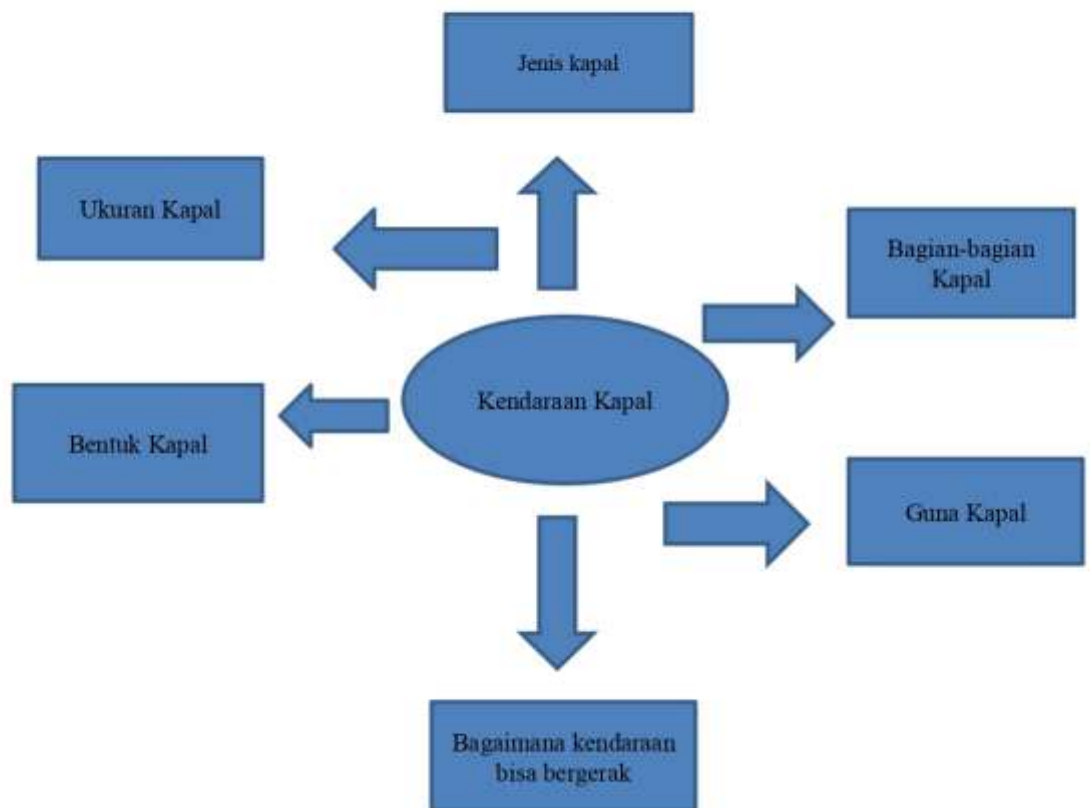 Jenis kapal
Ukuran Kapal
Bagian-bagian
Kapal
Kendaraan Kapal
Bentuk Kapal
Guna Kapal
Bagaimana kendaraan
bisa bergerak